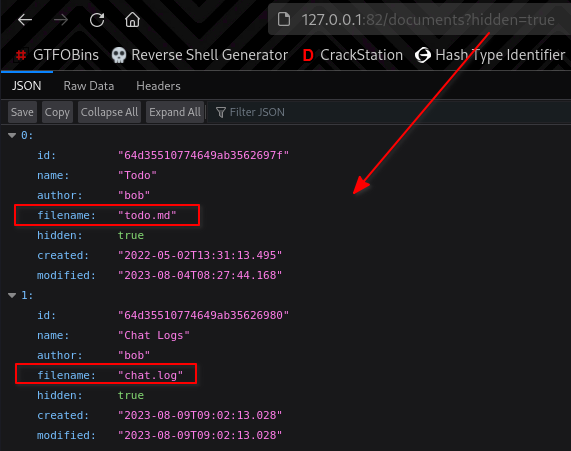 127.0.0.1:82/documents?hidden=true
# GTFOBins Reverse Shell Generator D CrackStation Hash Type Identifier
JSON Raw Data Headers
Save Copy Collapse All Expand All Filter JSON
0:
id: "64d35510774649ab3562697f"
name: "Todo"
author: "bob"
filename: "todo.md"
hidden: true
created: "2022-05-02T13:31:13.495"
modified: "2023-08-04T08:27:44.168"
1:
id: "64d35510774649ab35626980"
name: "Chat Logs"
author: "bob"
filename: "chat.log"
hidden: true
created: "2023-08-09T09:02:13.028"
modified: "2023-08-09T09:02:13.028"